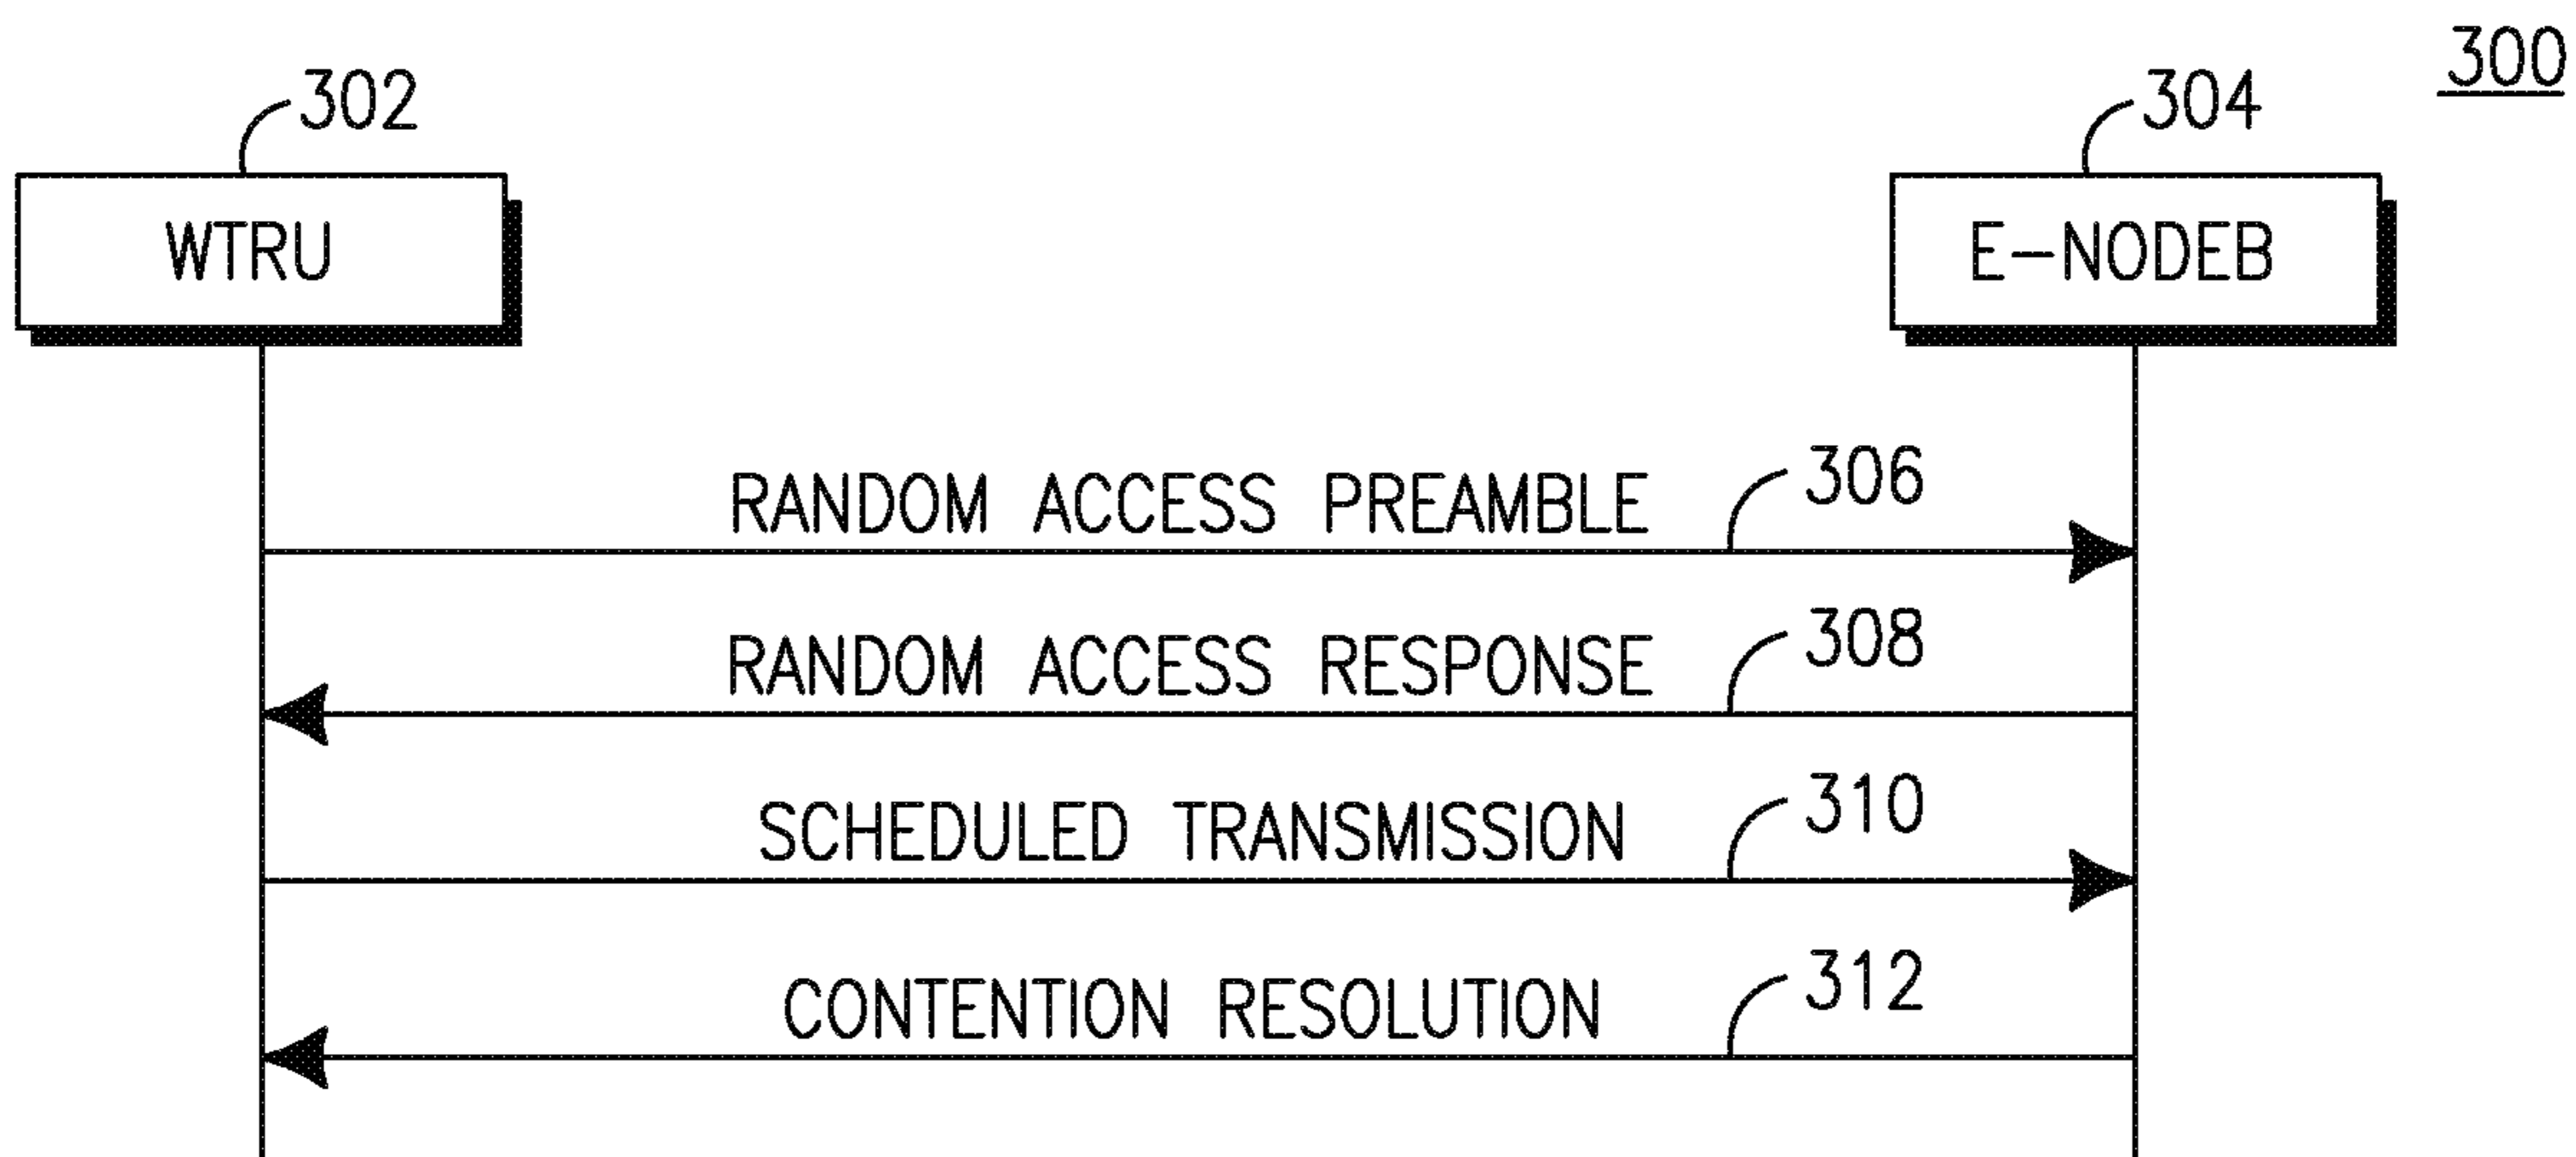 300
302
304
WTRU
E-NODEB
RANDOM ACCESS PREAMBLE
306
RANDOM ACCESS RESPONSE
308
SCHEDULED TRANSMISSION
310
CONTENTION RESOLUTION
312